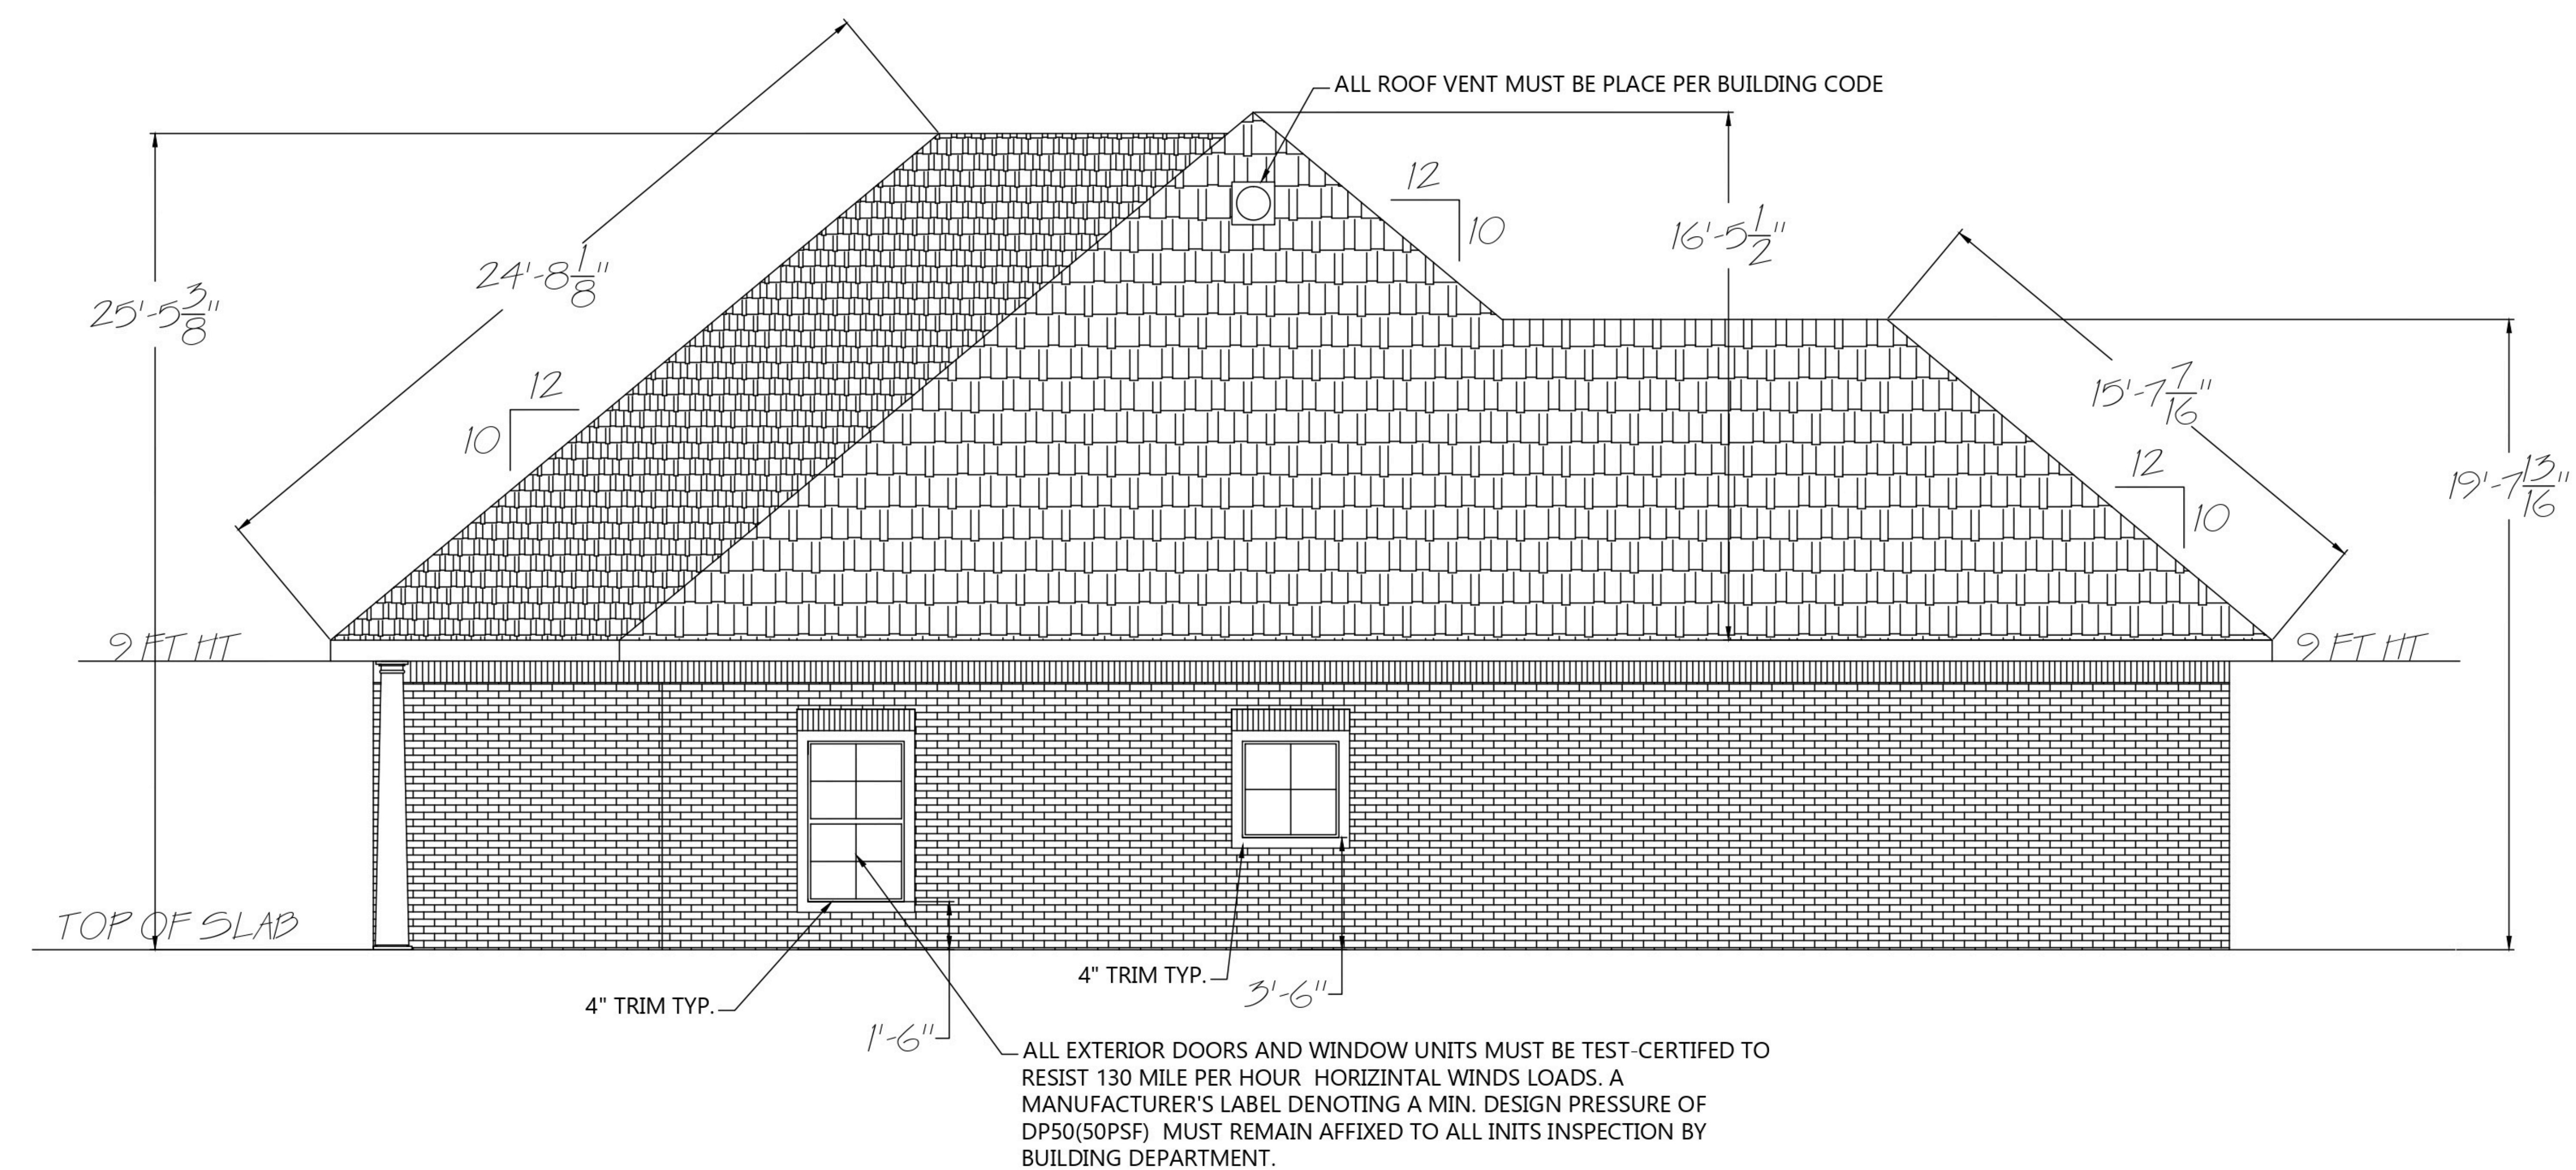 ALL ROOF VENT MUST BE PLACE PER BUILDING CODE
12
10
16'-5 1/2"
24'-8 1/8"
25'-5 3/8"
12
10
15'-7 7/16"
12
10
19'-7 13/16"
9 FT HT
9 FT HT
TOP OF SLAB
4" TRIM TYP.
3'-6"
4" TRIM TYP.
1'-6"
ALL EXTERIOR DOORS AND WINDOW UNITS MUST BE TEST-CERTIFED TO
RESIST 130 MILE PER HOUR  HORIZINTAL WINDS LOADS. A
MANUFACTURER'S LABEL DENOTING A MIN. DESIGN PRESSURE OF
DP50(50PSF)  MUST REMAIN AFFIXED TO ALL INITS INSPECTION BY
BUILDING DEPARTMENT.